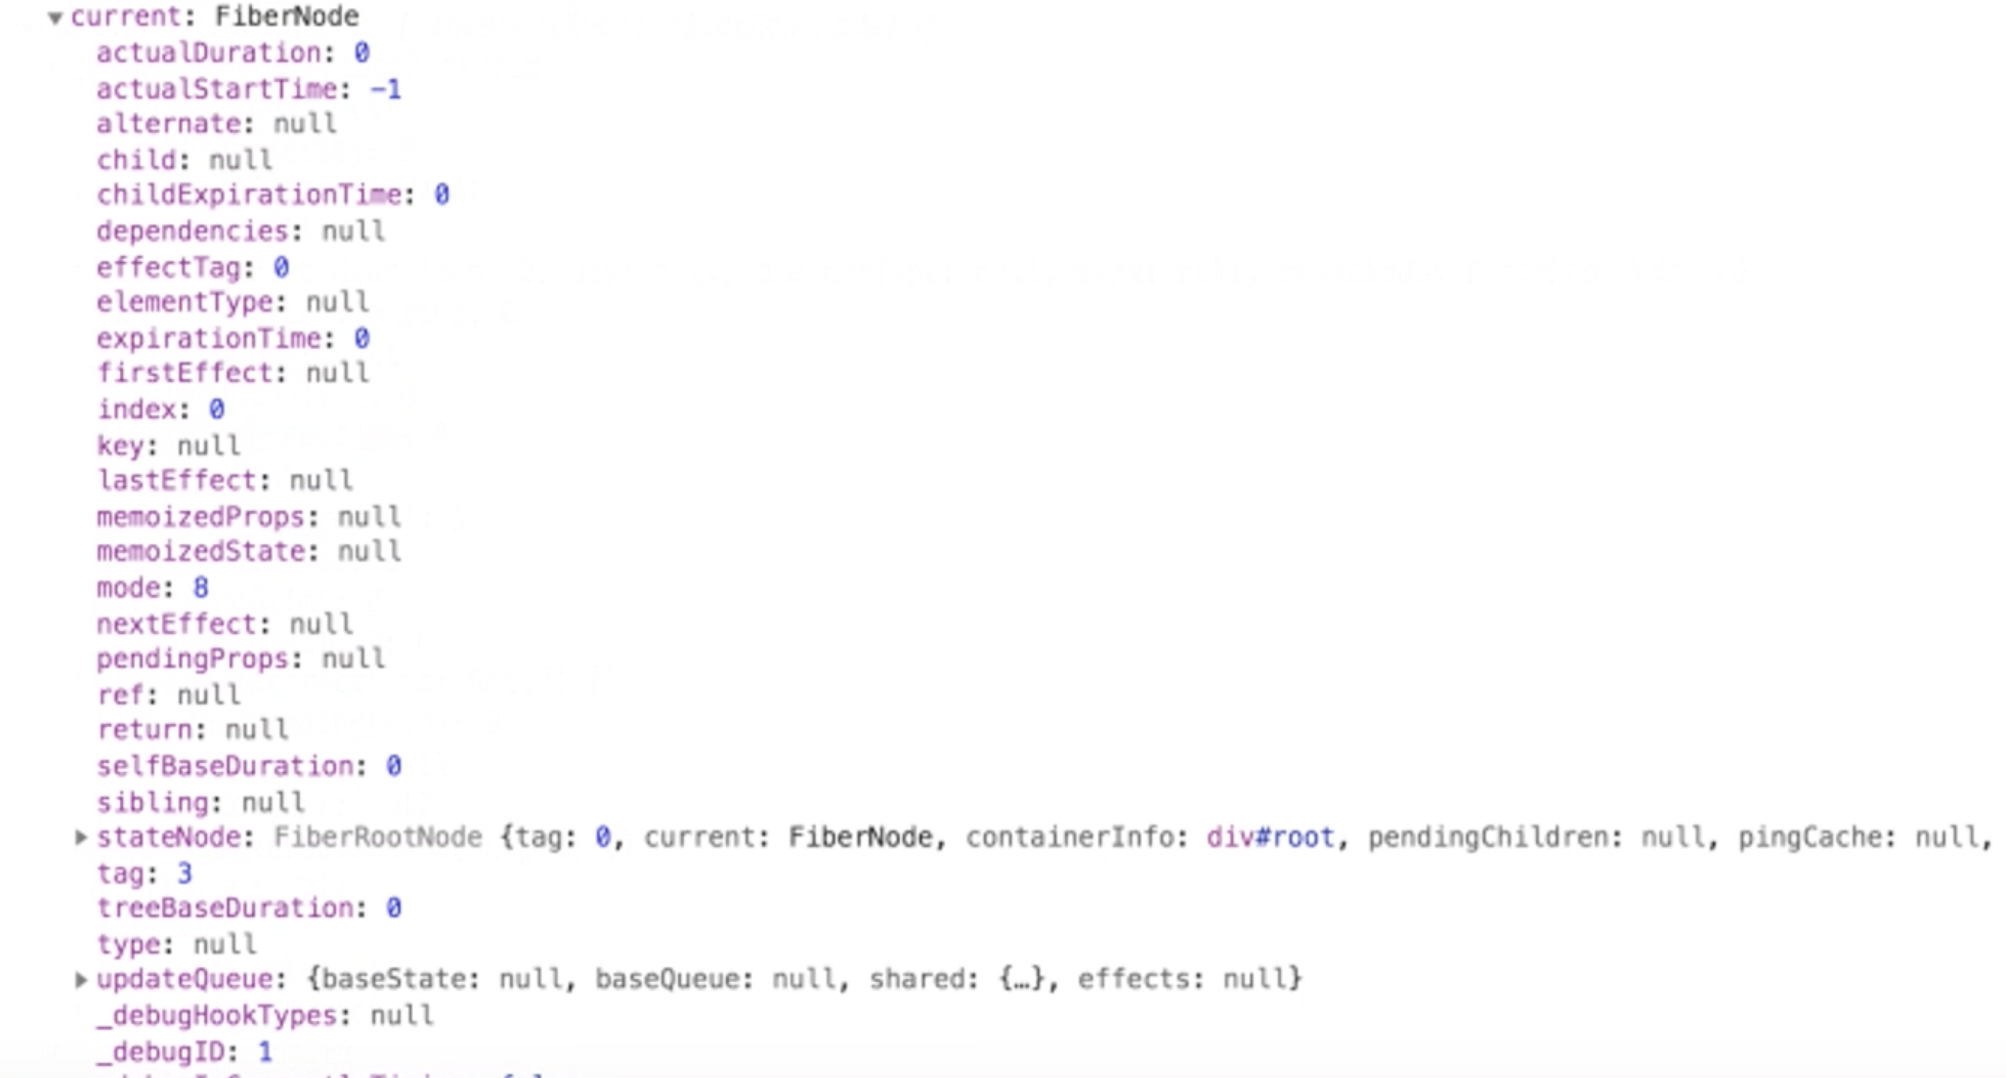 ▼current: FiberNode
actualDuration: 0
actualStartTime: -1
alternate: null
child: null
childExpirationTime: 0
dependencies: null
effectTag: 0
elementType: null
expirationTime: 0
firstEffect: null
index: 0
key: null
lastEffect: null
memoizedProps: null
memoizedState: null
mode: 8
nextEffect: null
pendingProps: null
ref: null
return: null
selfBaseDuration: 0
sibling: null
▶stateNode: FiberRootNode {tag: 0, current: FiberNode, containerInfo: div#root, pendingChildren: null, pingCache: null,
tag: 3
treeBaseDuration: 0
type: null
▶updateQueue: {baseState: null, baseQueue: null, shared: {…}, effects: null}
_debugHookTypes: null
_debugID: 1